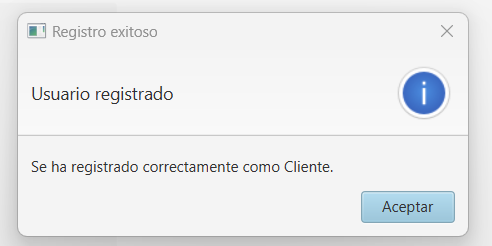 Registro exitoso
Usuario registrado
Se ha registrado correctamente como Cliente.
Aceptar